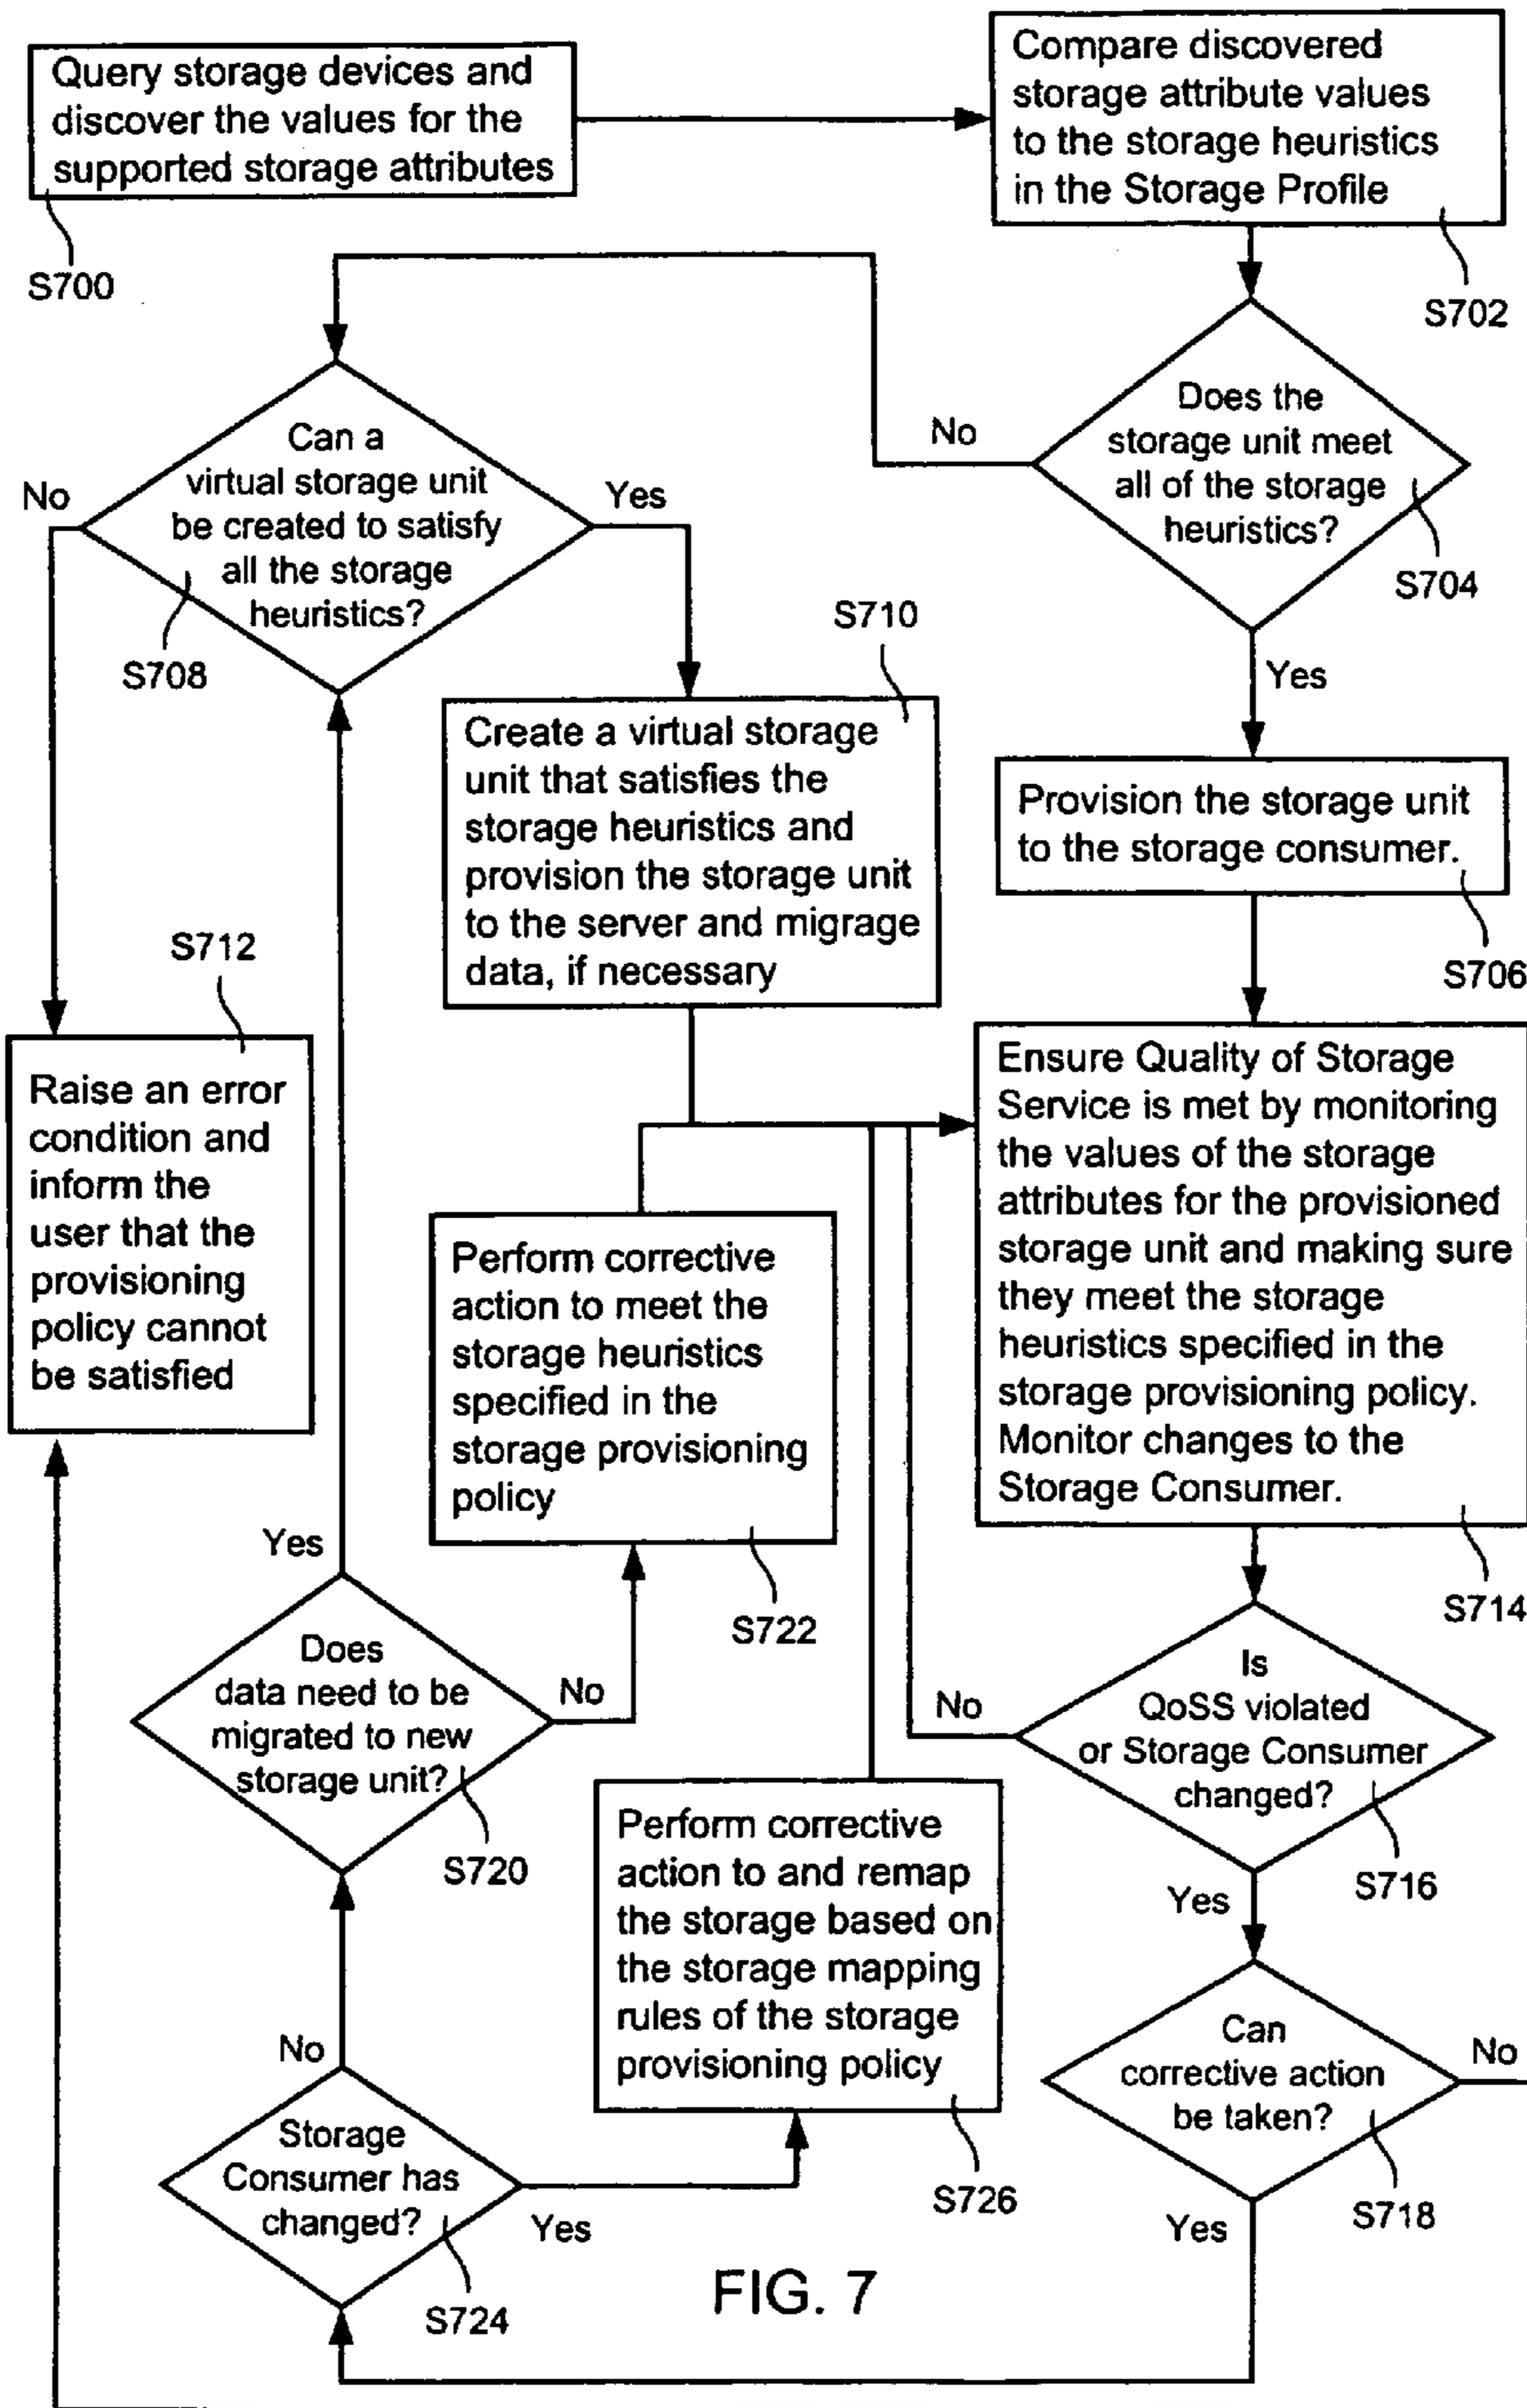 Query storage devices and
discover the values for the
supported storage attributes
S700
Compare discovered
storage attribute values
to the storage heuristics
in the Storage Profile
S702
Does the
storage unit meet
all of the storage
heuristics?
S704
No
Yes
Can a
virtual storage unit
be created to satisfy
all the storage
heuristics?
S708
No
Yes
S710
Create a virtual storage
unit that satisfies the
storage heuristics and
provision the storage unit
to the server and migrage
data, if necessary
Provision the storage unit
to the storage consumer.
S706
S712
Raise an error
condition and
inform the
user that the
provisioning
policy cannot
be satisfied
Ensure Quality of Storage
Service is met by monitoring
the values of the storage
attributes for the provisioned
storage unit and making sure
they meet the storage
heuristics specified in the
storage provisioning policy.
Monitor changes to the
Storage Consumer.
S714
Perform corrective
action to meet the
storage heuristics
specified in the
storage provisioning
policy
S722
Yes
Does
data need to be
migrated to new
storage unit?
S720
No
Is
QoSS violated
or Storage Consumer
changed?
S716
No
Yes
Perform corrective
action to and remap
the storage based on
the storage mapping
rules of the storage
provisioning policy
S726
Can
corrective action
be taken?
S718
No
Yes
No
Storage
Consumer has
changed?
S724
Yes
FIG. 7